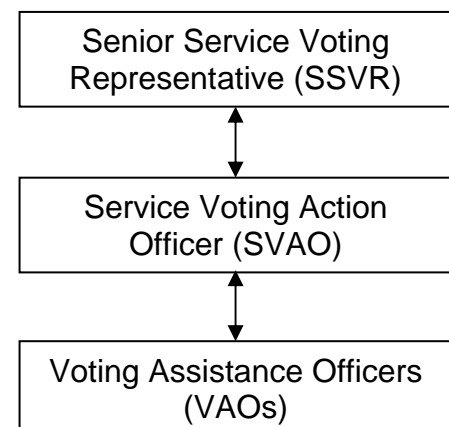 Senior Service Voting
Representative (SSVR)
Service Voting Action
Officer (SVAO)
Voting Assistance Officers
(VAOs)